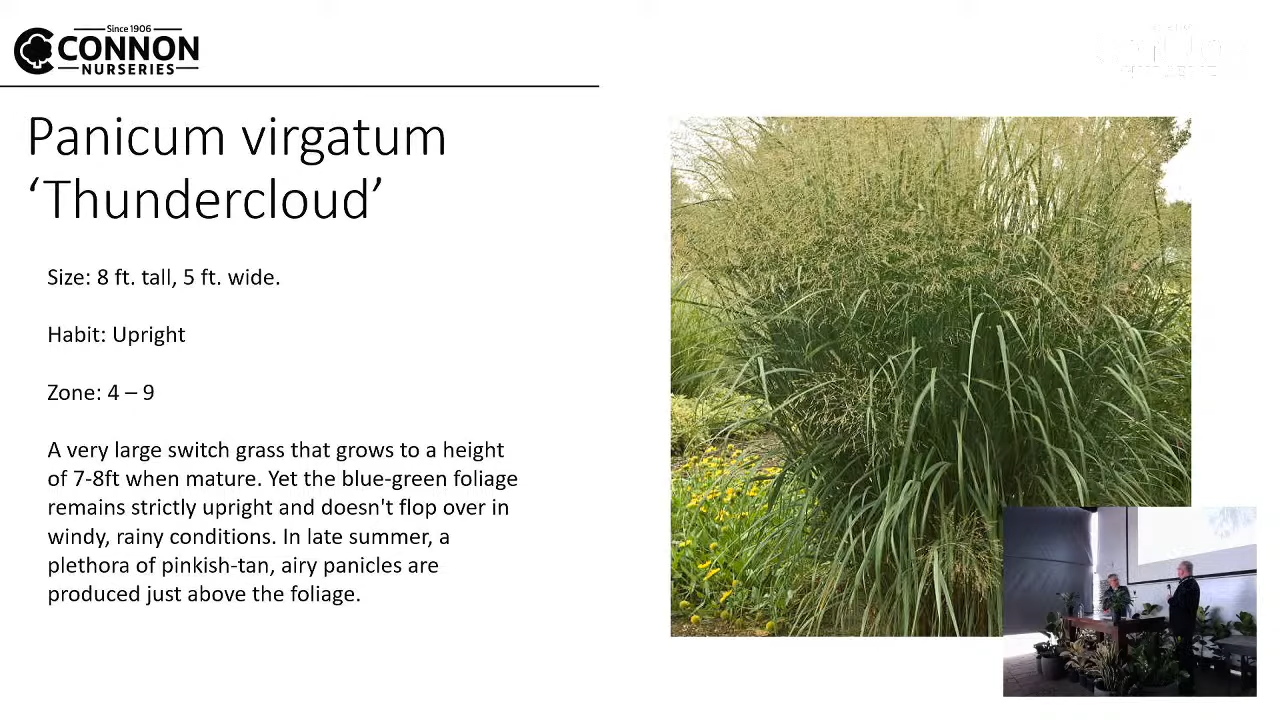 Since 1906
CONNON
NURSERIES
Panicum virgatum
‘Thundercloud’
Size: 8 ft. tall, 5 ft. wide.
Habit: Upright
Zone: 4 – 9
A very large switch grass that grows to a height
of 7-8ft when mature. Yet the blue-green foliage
remains strictly upright and doesn't flop over in
windy, rainy conditions. In late summer, a
plethora of pinkish-tan, airy panicles are
produced just above the foliage.